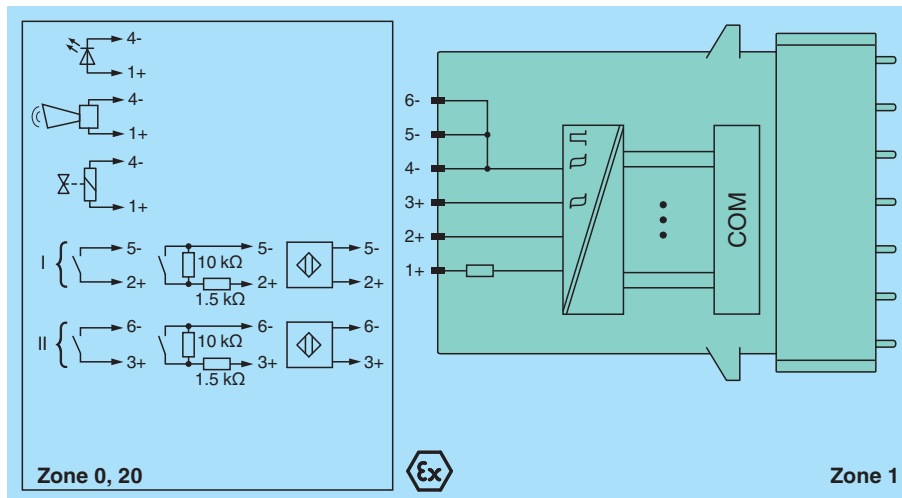 4-
1+
4-
1+
4-
1+
I
5-
2+
10 kΩ
1.5 kΩ
5-
2+
5-
2+
II
6-
3+
10 kΩ
1.5 kΩ
6-
3+
6-
3+
Zone 0, 20
6-
5-
4-
3+
2+
1+
COM
Ex
Zone 1